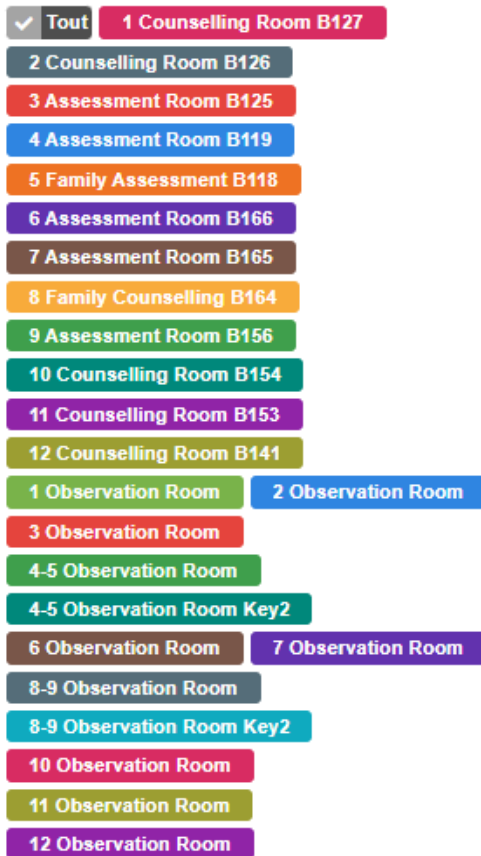 Tout 1 Counselling Room B127
2 Counselling Room B126
3 Assessment Room B125
4 Assessment Room B119
5 Family Assessment B118
6 Assessment Room B166
7 Assessment Room B165
8 Family Counselling B164
9 Assessment Room B156
10 Counselling Room B154
11 Counselling Room B153
12 Counselling Room B141
1 Observation Room 2 Observation Room
3 Observation Room
4-5 Observation Room
4-5 Observation Room Key2
6 Observation Room 7 Observation Room
8-9 Observation Room
8-9 Observation Room Key2
10 Observation Room
11 Observation Room
12 Observation Room